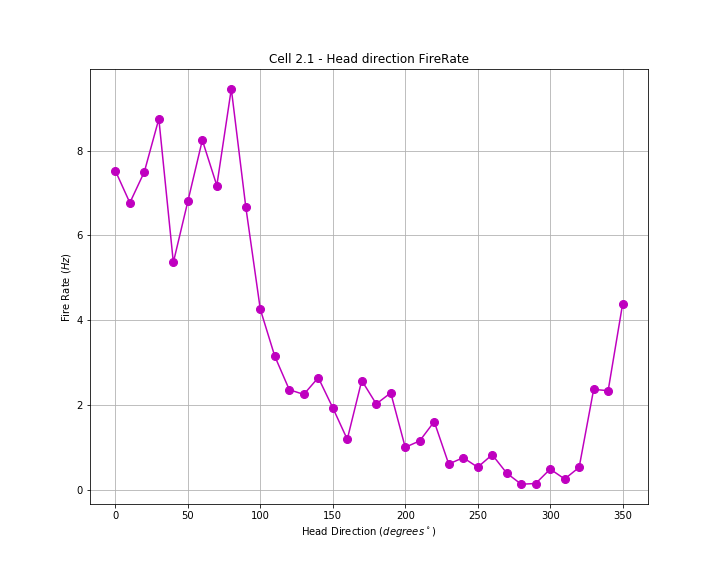 Cell 2.1 - Head direction FireRate
Fire Rate (Hz)
8
6
4
2
0
0 50 100 150 200 250 300 350
Head Direction (degrees°)